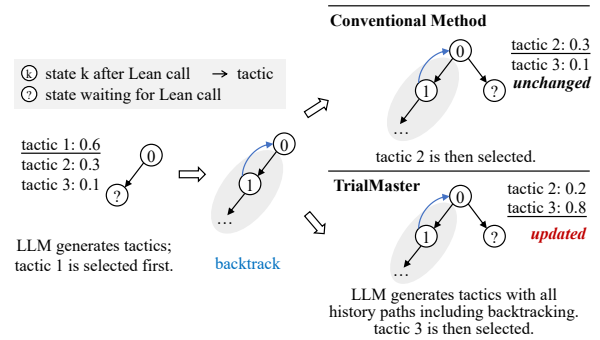 Conventional Method
k state k after Lean call → tactic
? state waiting for Lean call
tactic 1: 0.6
tactic 2: 0.3
tactic 3: 0.1
0
?
LLM generates tactics;
tactic 1 is selected first.
0
1
...
backtrack
0
1
?
...
tactic 2: 0.3
tactic 3: 0.1
unchanged
tactic 2 is then selected.
TrialMaster
0
1
?
...
tactic 2: 0.2
tactic 3: 0.8
updated
LLM generates tactics with all
history paths including backtracking.
tactic 3 is then selected.